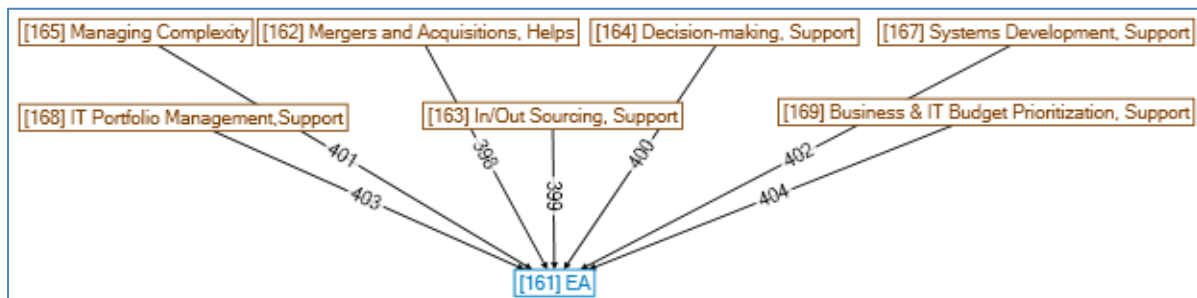 [165] Managing Complexity
[162] Mergers and Acquisitions, Helps
[164] Decision-making, Support
[167] Systems Development, Support
[168] IT Portfolio Management,Support
[163] In/Out Sourcing, Support
[169] Business & IT Budget Prioritization, Support
401
398
400
402
403
399
404
[161] EA